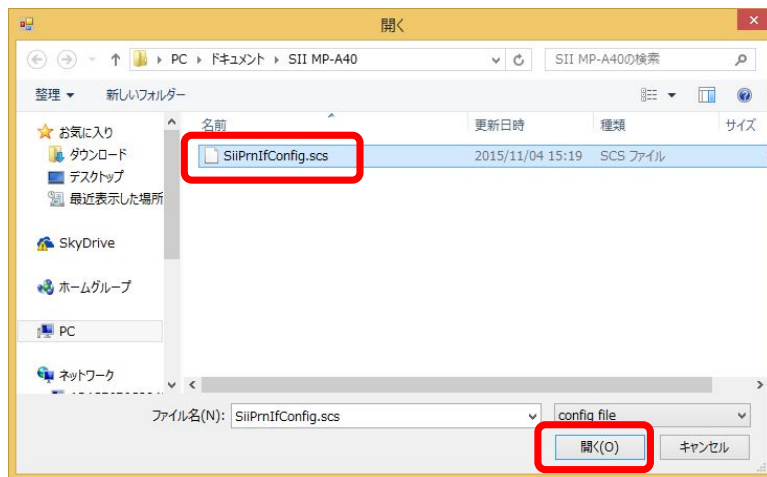 開く
PC ドキュメント SII MP-A40
SII MP-A40の検索
整理 新しいフォルダー
お気に入り
ダウンロード
デスクトップ
最近表示した場所
SkyDrive
ホームグループ
PC
ネットワーク
名前 更新日時 種類 サイズ
SiiPrnIfConfig.scs 2015/11/04 15:19 SCS ファイル
ファイル名(N): SiiPrnIfConfig.scs config file
開く(O) キャンセル